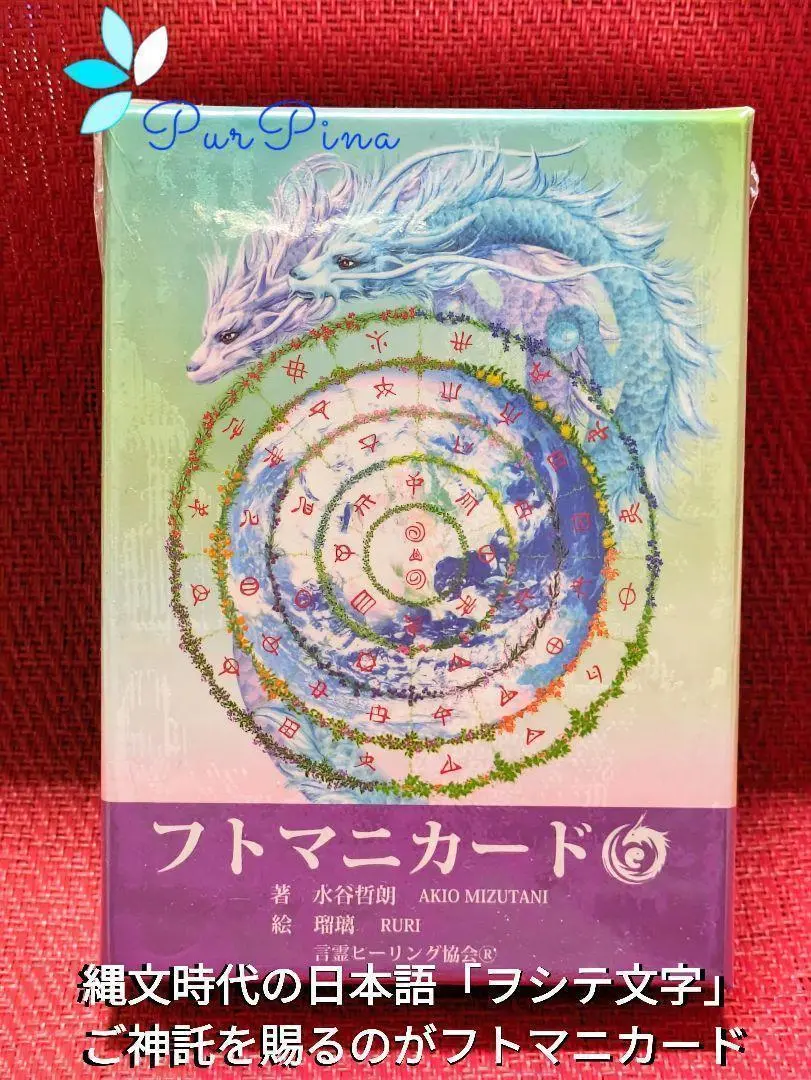 PurPina
フトマニカード
著 水谷哲朗 AKIO MIZUTANI
絵 瑠璃 RURI
言霊ヒーリング協会®
縄文時代の日本語「ヲシテ文字」
ご神託を賜るのがフトマニカード